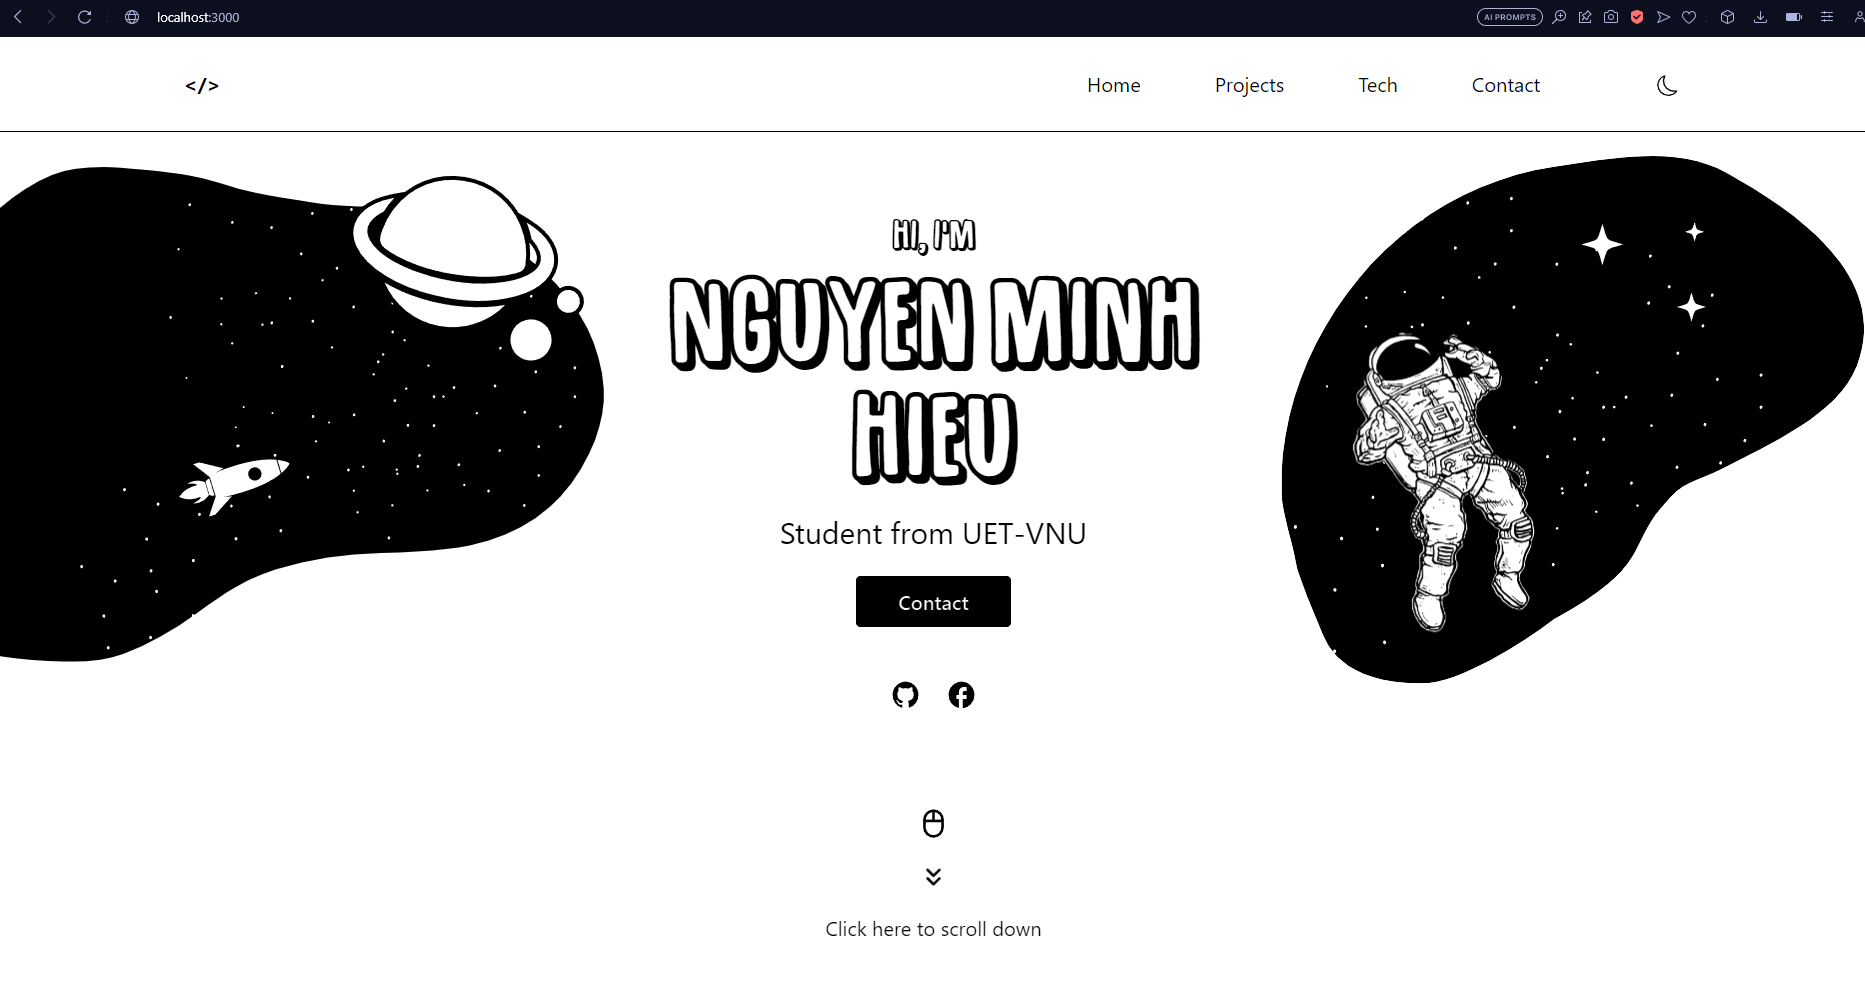 localhost:3000
AI PROMPTS
</>
Home Projects Tech Contact
HI, I'M
NGUYEN MINH
HIEU
Student from UET-VNU
Contact
Click here to scroll down